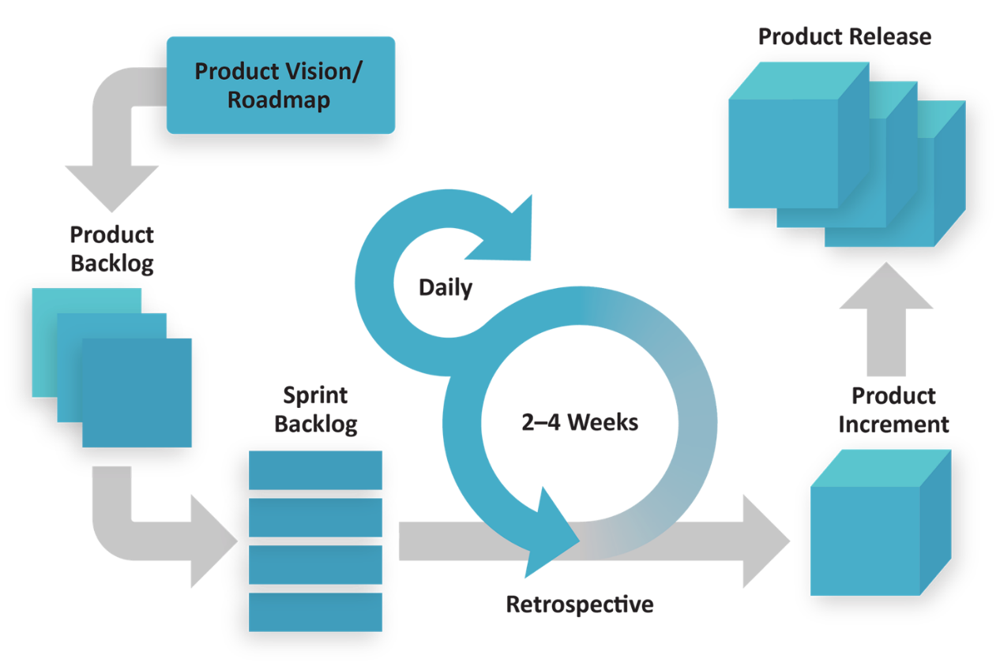 Product Vision/
Roadmap
Product
Backlog
Sprint
Backlog
Daily
2–4 Weeks
Retrospective
Product
Increment
Product Release